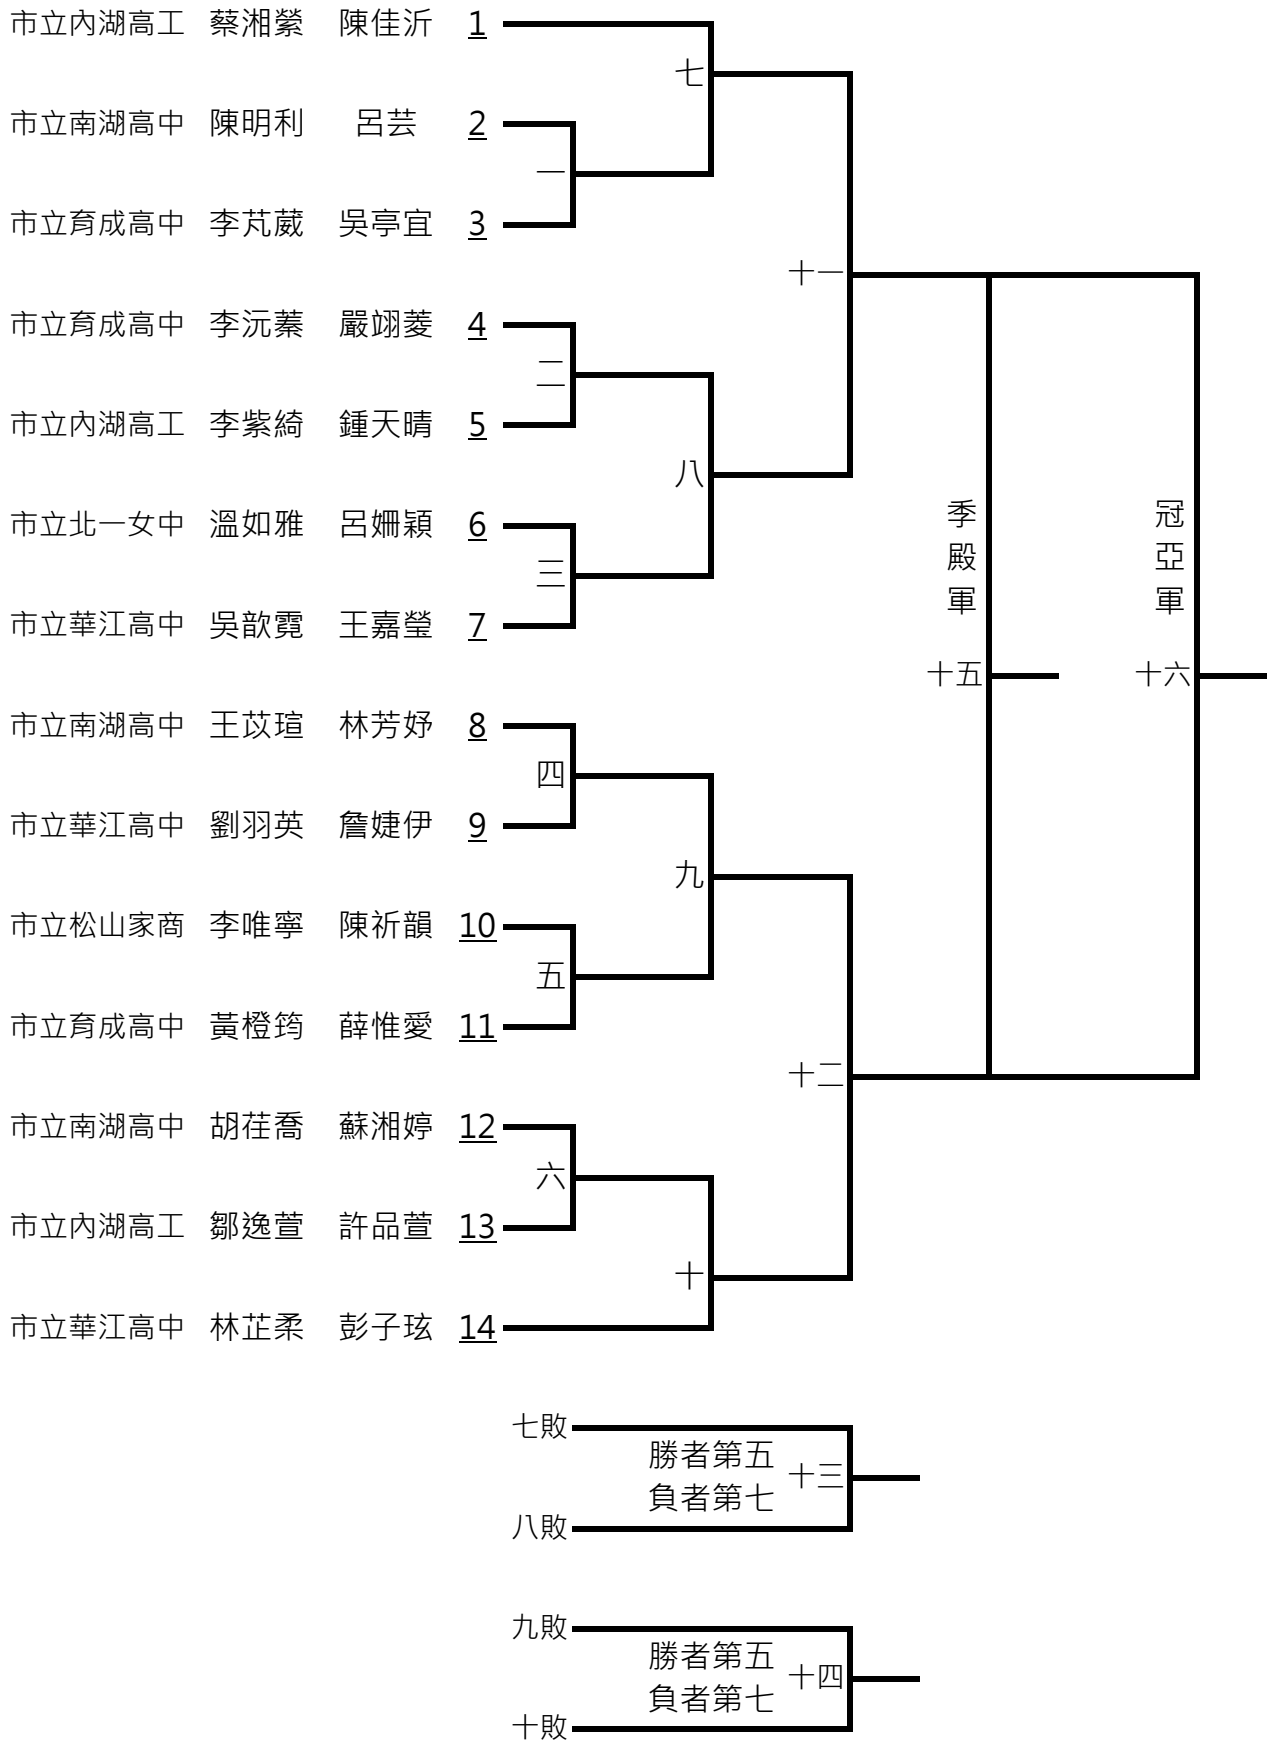 市立內湖高工 蔡湘縈 陳佳沂 1
七
市立南湖高中 陳明利 呂芸 2
一
市立育成高中 李芃葳 吳亭宜 3
十一
市立育成高中 李沅蓁 嚴翊菱 4
二
市立內湖高工 李紫綺 鍾天晴 5
八
市立北一女中 溫如雅 呂姍穎 6
三
市立華江高中 吳歆霓 王嘉瑩 7
季殿軍
冠亞軍
十五
十六
市立南湖高中 王苡瑄 林芳妤 8
四
市立華江高中 劉羽英 詹婕伊 9
九
市立松山家商 李唯寧 陳祈韻 10
五
市立育成高中 黃橙筠 薛惟愛 11
十二
市立南湖高中 胡荏喬 蘇湘婷 12
六
市立內湖高工 鄒逸萱 許品萱 13
十
市立華江高中 林芷柔 彭子玹 14
七敗
勝者第五
十三
負者第七
八敗
九敗
勝者第五
十四
負者第七
十敗